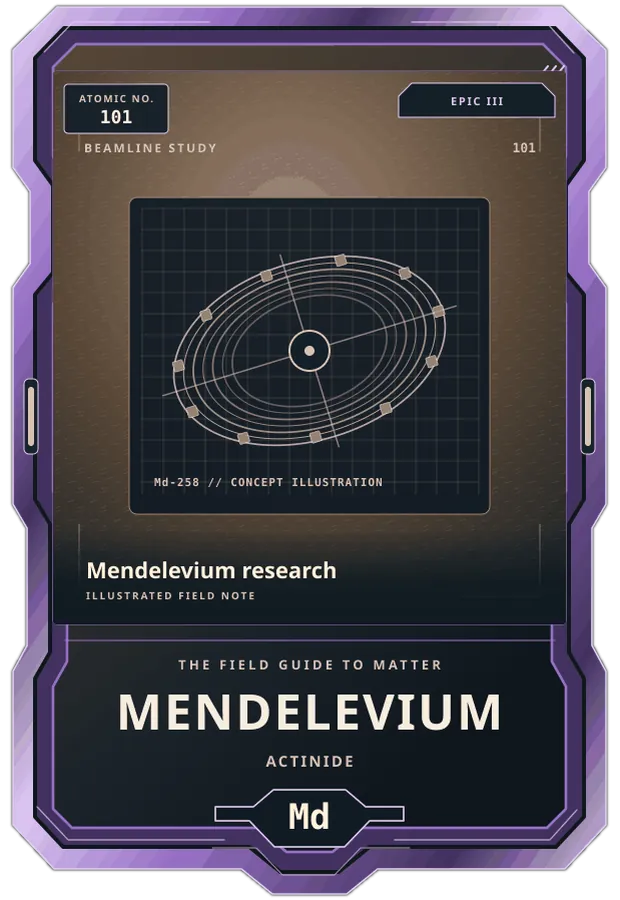 ATOMIC NO.
101
EPIC III
BEAMLINE STUDY
101
Md-258 // CONCEPT ILLUSTRATION
Mendelevium research
ILLUSTRATED FIELD NOTE
THE FIELD GUIDE TO MATTER
MENDELEVIUM
ACTINIDE
Md